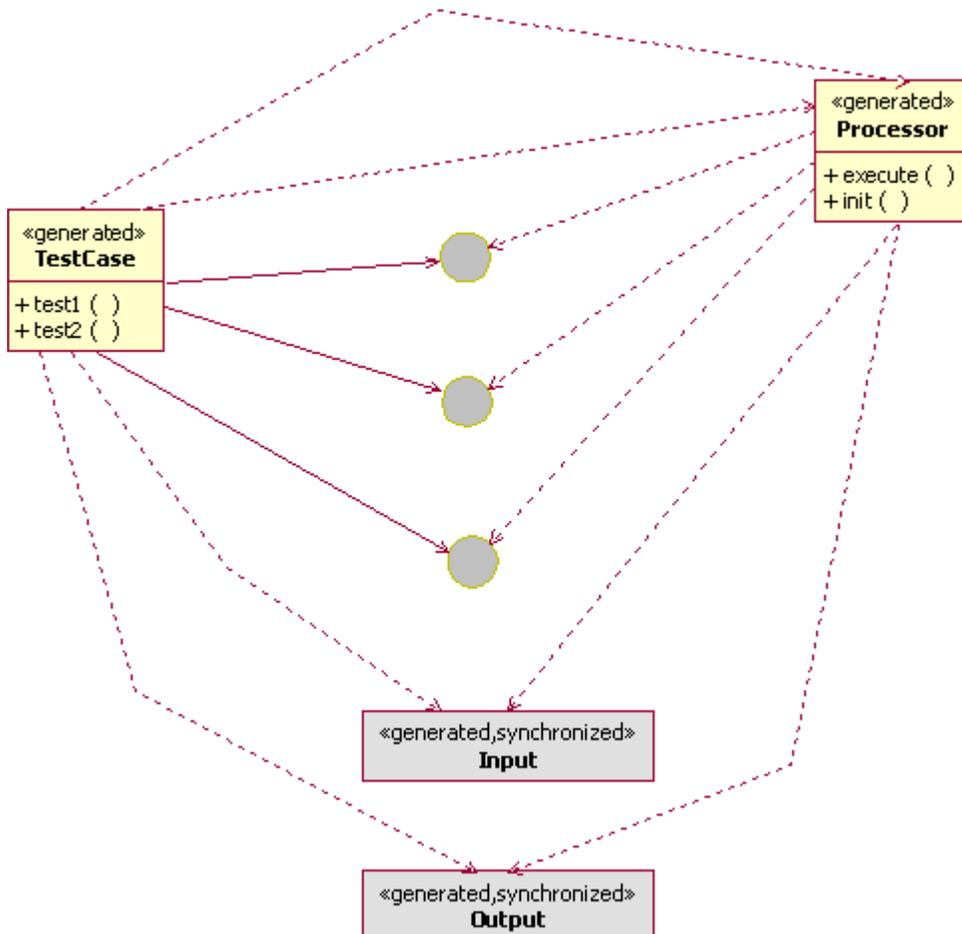 «generated»
Processor
+ execute ( )
+ init ( )
«generated»
TestCase
+ test1 ( )
+ test2 ( )
«generated,synchronized»
Input
«generated,synchronized»
Output